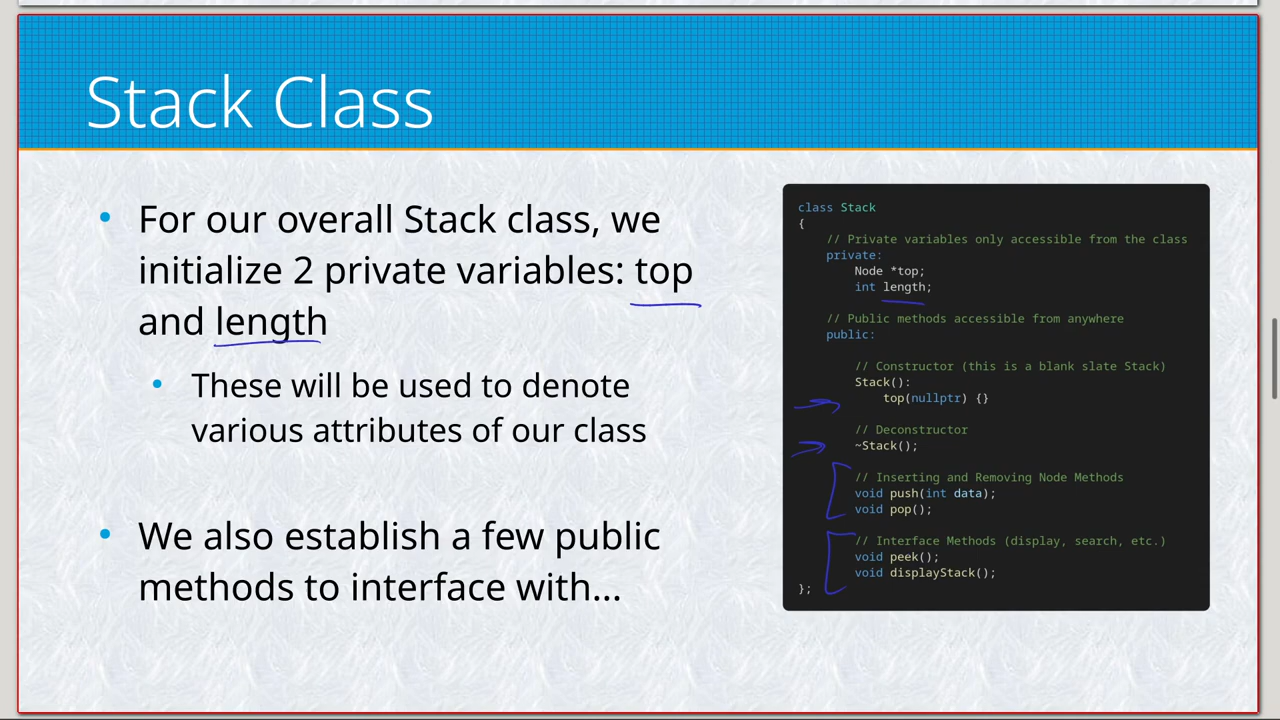 Stack Class
• For our overall Stack class, we
initialize 2 private variables: top
and length
• These will be used to denote
various attributes of our class
• We also establish a few public
methods to interface with...
class Stack
{
    // Private variables only accessible from the class
    private:
        Node *top;
        int length;

    // Public methods accessible from anywhere
    public:

        // Constructor (this is a blank slate Stack)
        Stack():
            top(nullptr) {}

        // Deconstructor
        ~Stack();

        // Inserting and Removing Node Methods
        void push(int data);
        void pop();

        // Interface Methods (display, search, etc.)
        void peek();
        void displayStack();
};